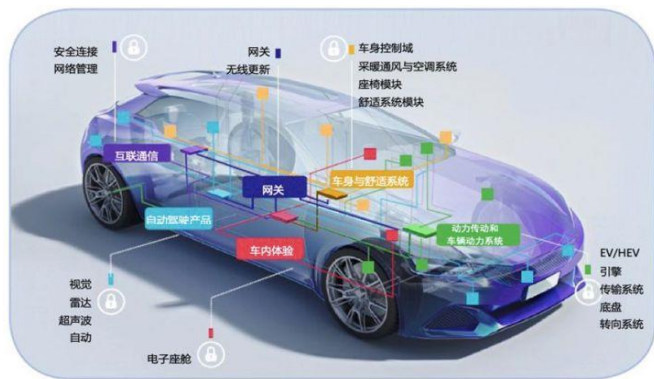 安全连接
网络管理
网关
无线更新
车身控制域
采暖通风与空调系统
座椅模块
舒适系统模块
互联通信
网关
车身与舒适系统
自动驾驶产品
车内体验
动力传动和
车辆动力系统
视觉
雷达
超声波
自动
电子座舱
EV/HEV
引擎
传输系统
底盘
转向系统